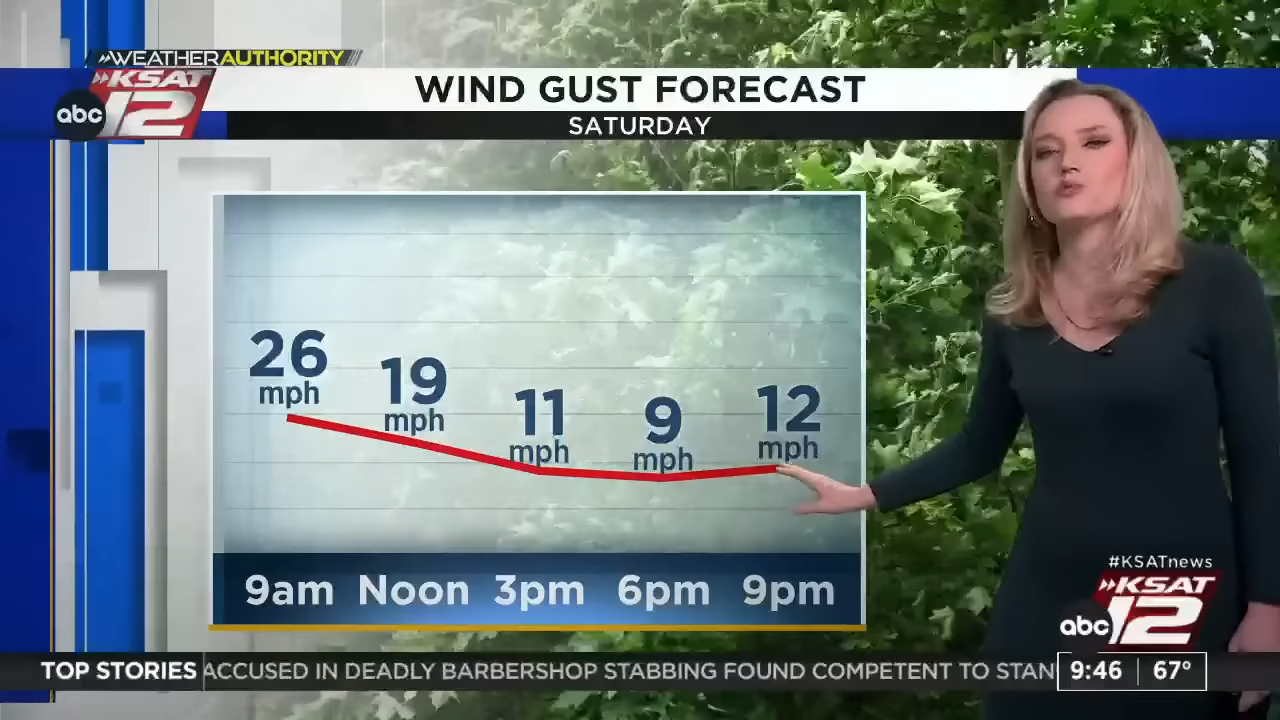 »WEATHERAUTHORITY
»KSAT
abc 12
WIND GUST FORECAST
SATURDAY
26
mph
19
mph
11
mph
9
mph
12
mph
9am Noon 3pm 6pm 9pm
#KSATnews
»KSAT
abc 12
TOP STORIES ACCUSED IN DEADLY BARBERSHOP STABBING FOUND COMPETENT TO STAN 9:46 67°